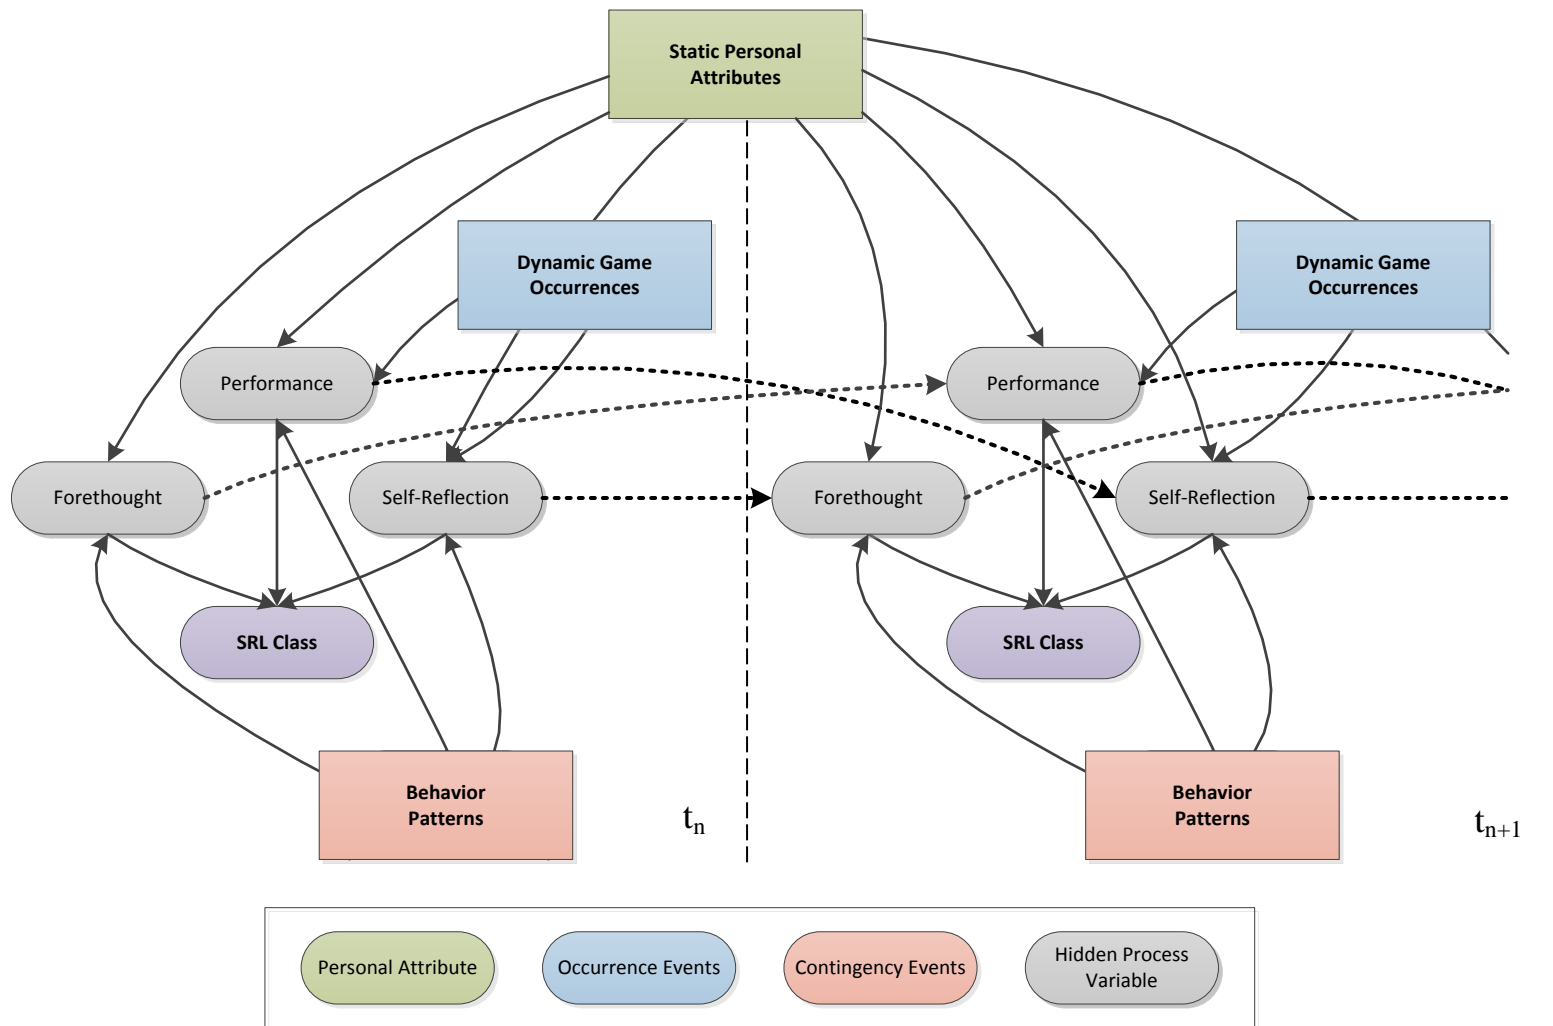 Static Personal
Attributes
Dynamic Game
Occurrences
Dynamic Game
Occurrences
Performance
Performance
Forethought
Self-Reflection
Forethought
Self-Reflection
SRL Class
SRL Class
Behavior
Patterns
tn
Behavior
Patterns
tn+1
Personal Attribute
Occurrence Events
Contingency Events
Hidden Process
Variable